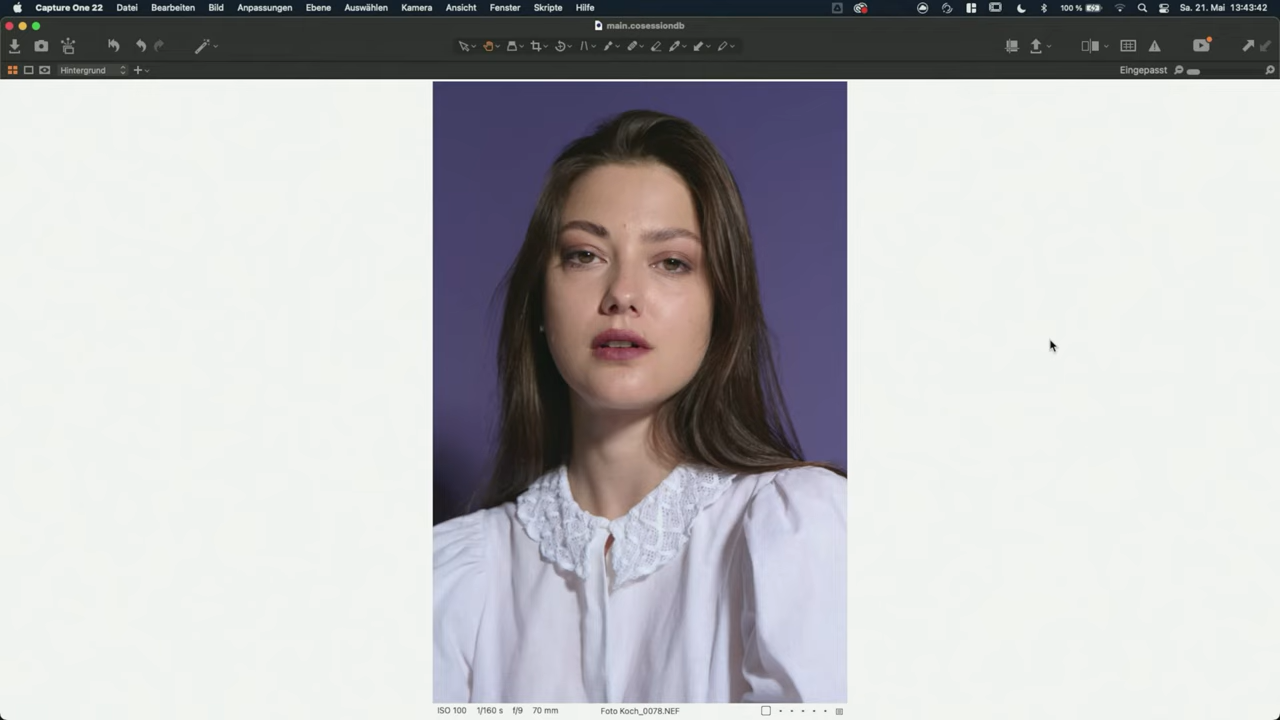 Capture One 22 Datei Bearbeiten Bild Anpassungen Ebene Auswählen Kamera Ansicht Fenster Skripte Hilfe 100 % Sa. 21. Mai 13:43:42
main.cosessiondb
Hintergrund Eingepasst
ISO 100 1/160 s f/9 70 mm Foto Koch_0078.NEF